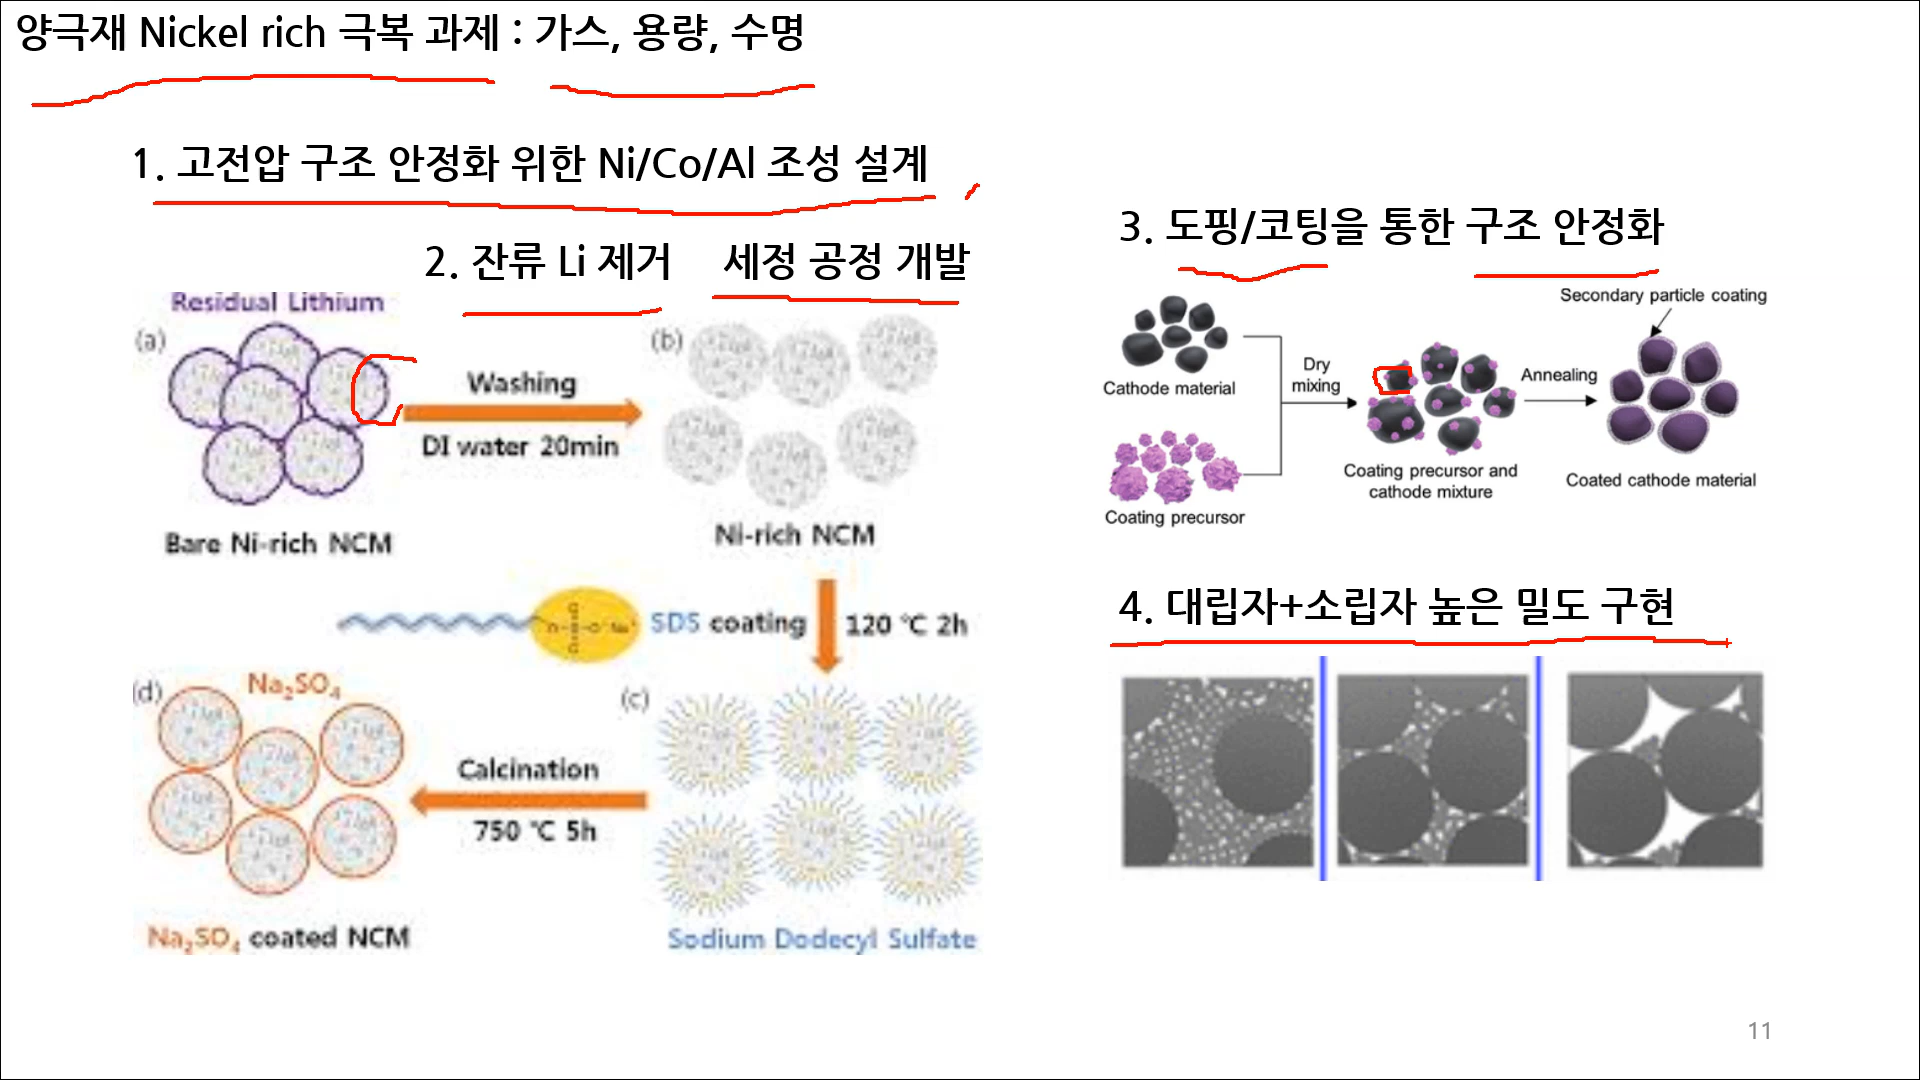 양극재 Nickel rich 극복 과제 : 가스, 용량, 수명
1. 고전압 구조 안정화 위한 Ni/Co/Al 조성 설계
2. 잔류 Li 제거 세정 공정 개발
Residual Lithium
(a)
Bare Ni-rich NCM
Washing
DI water 20min
(b)
Ni-rich NCM
SDS coating
120 ℃ 2h
(c)
Sodium Dodecyl Sulfate
Calcination
750 ℃ 5h
(d)
Na₂SO₄
Na₂SO₄ coated NCM
3. 도핑/코팅을 통한 구조 안정화
Cathode material
Coating precursor
Dry
mixing
Coating precursor and
cathode mixture
Annealing
Secondary particle coating
Coated cathode material
4. 대립자+소립자 높은 밀도 구현
11